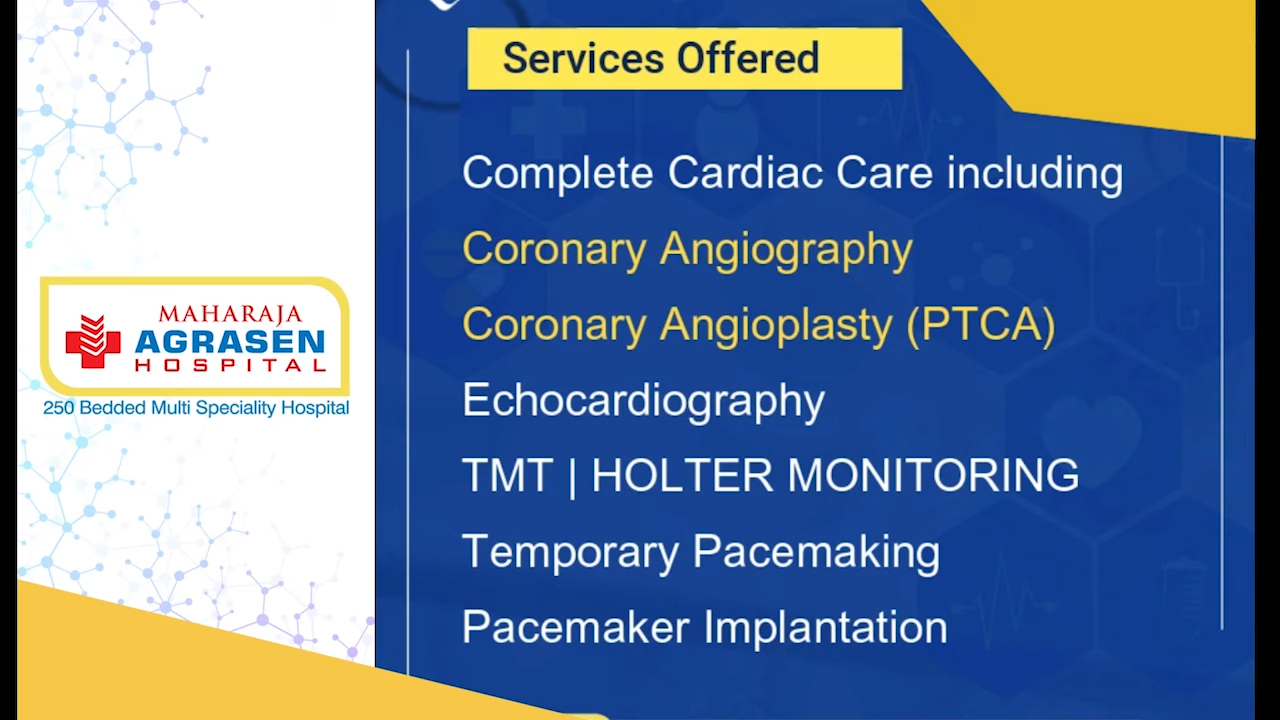 MAHARAJA
AGRASEN
HOSPITAL
250 Bedded Multi Speciality Hospital
Services Offered
Complete Cardiac Care including
Coronary Angiography
Coronary Angioplasty (PTCA)
Echocardiography
TMT | HOLTER MONITORING
Temporary Pacemaking
Pacemaker Implantation